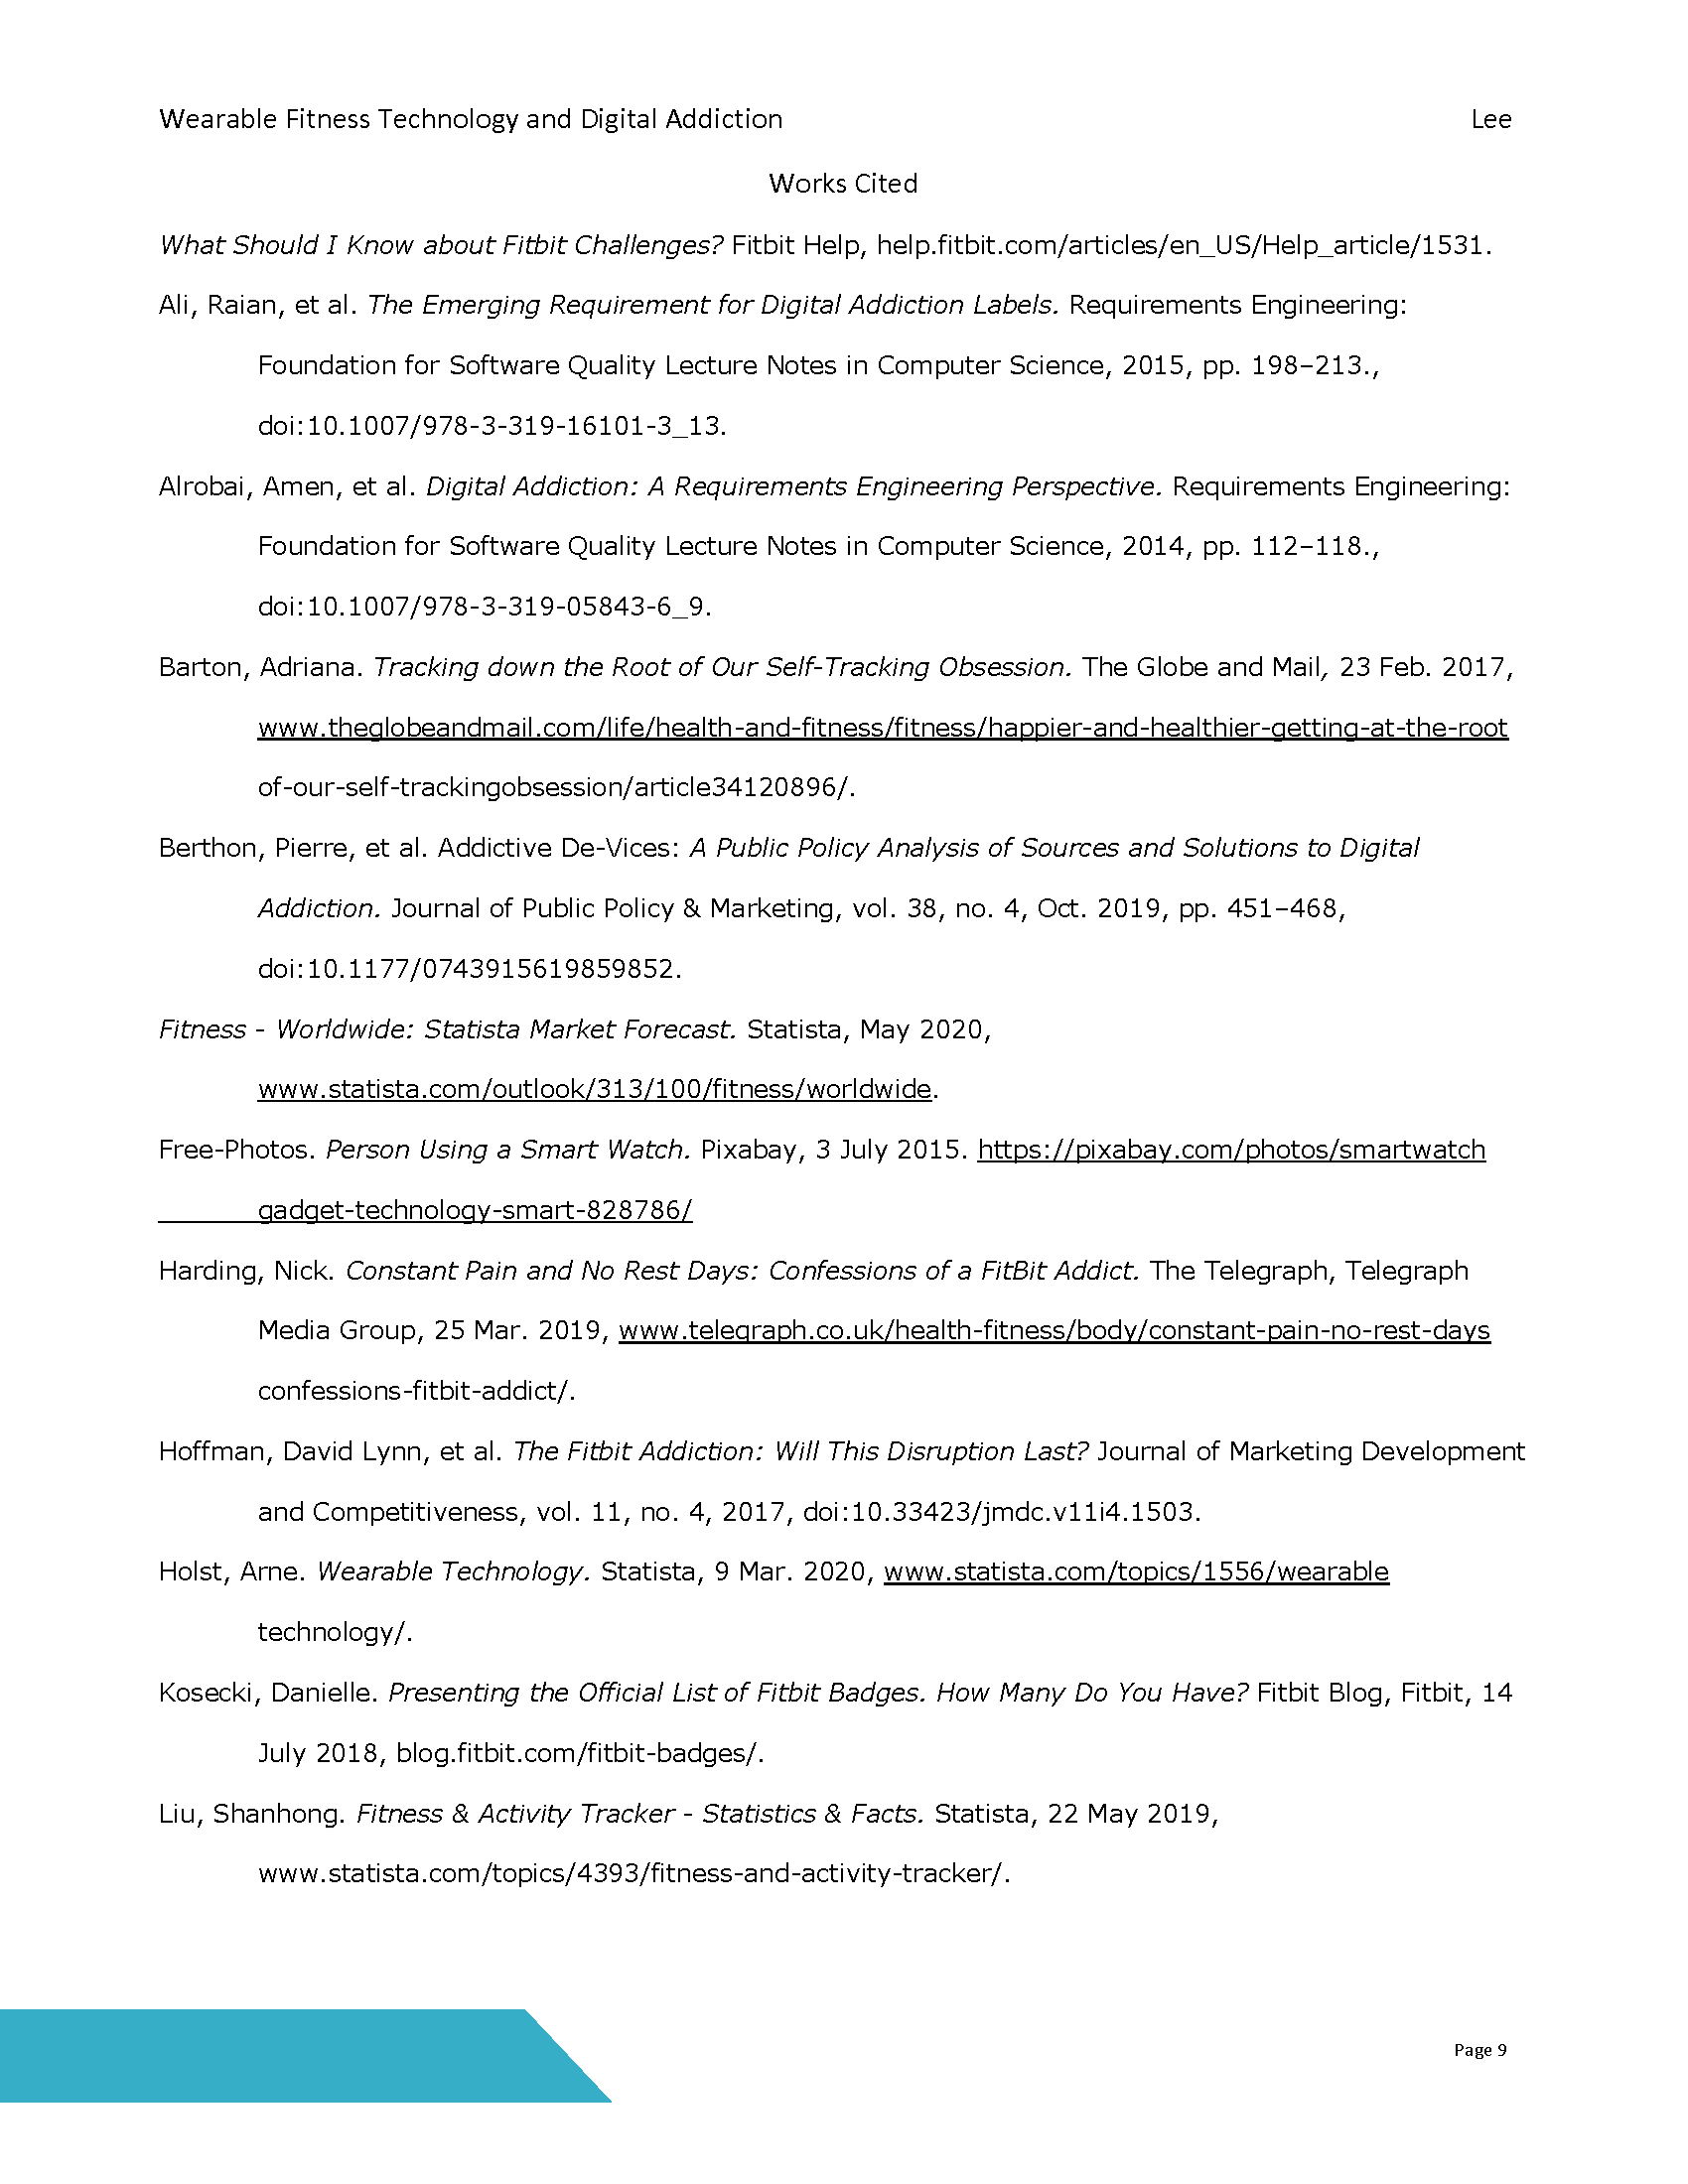 Wearable Fitness Technology and Digital Addiction Lee
Works Cited
What Should I Know about Fitbit Challenges? Fitbit Help, help.fitbit.com/articles/en_US/Help_article/1531.
Ali, Raian, et al. The Emerging Requirement for Digital Addiction Labels. Requirements Engineering:
Foundation for Software Quality Lecture Notes in Computer Science, 2015, pp. 198–213.,
doi:10.1007/978-3-319-16101-3_13.
Alrobai, Amen, et al. Digital Addiction: A Requirements Engineering Perspective. Requirements Engineering:
Foundation for Software Quality Lecture Notes in Computer Science, 2014, pp. 112–118.,
doi:10.1007/978-3-319-05843-6_9.
Barton, Adriana. Tracking down the Root of Our Self-Tracking Obsession. The Globe and Mail, 23 Feb. 2017,
www.theglobeandmail.com/life/health-and-fitness/fitness/happier-and-healthier-getting-at-the-root
of-our-self-trackingobsession/article34120896/.
Berthon, Pierre, et al. Addictive De-Vices: A Public Policy Analysis of Sources and Solutions to Digital
Addiction. Journal of Public Policy & Marketing, vol. 38, no. 4, Oct. 2019, pp. 451–468,
doi:10.1177/0743915619859852.
Fitness - Worldwide: Statista Market Forecast. Statista, May 2020,
www.statista.com/outlook/313/100/fitness/worldwide.
Free-Photos. Person Using a Smart Watch. Pixabay, 3 July 2015. https://pixabay.com/photos/smartwatch
gadget-technology-smart-828786/
Harding, Nick. Constant Pain and No Rest Days: Confessions of a FitBit Addict. The Telegraph, Telegraph
Media Group, 25 Mar. 2019, www.telegraph.co.uk/health-fitness/body/constant-pain-no-rest-days
confessions-fitbit-addict/.
Hoffman, David Lynn, et al. The Fitbit Addiction: Will This Disruption Last? Journal of Marketing Development
and Competitiveness, vol. 11, no. 4, 2017, doi:10.33423/jmdc.v11i4.1503.
Holst, Arne. Wearable Technology. Statista, 9 Mar. 2020, www.statista.com/topics/1556/wearable
technology/.
Kosecki, Danielle. Presenting the Official List of Fitbit Badges. How Many Do You Have? Fitbit Blog, Fitbit, 14
July 2018, blog.fitbit.com/fitbit-badges/.
Liu, Shanhong. Fitness & Activity Tracker - Statistics & Facts. Statista, 22 May 2019,
www.statista.com/topics/4393/fitness-and-activity-tracker/.
Page 9